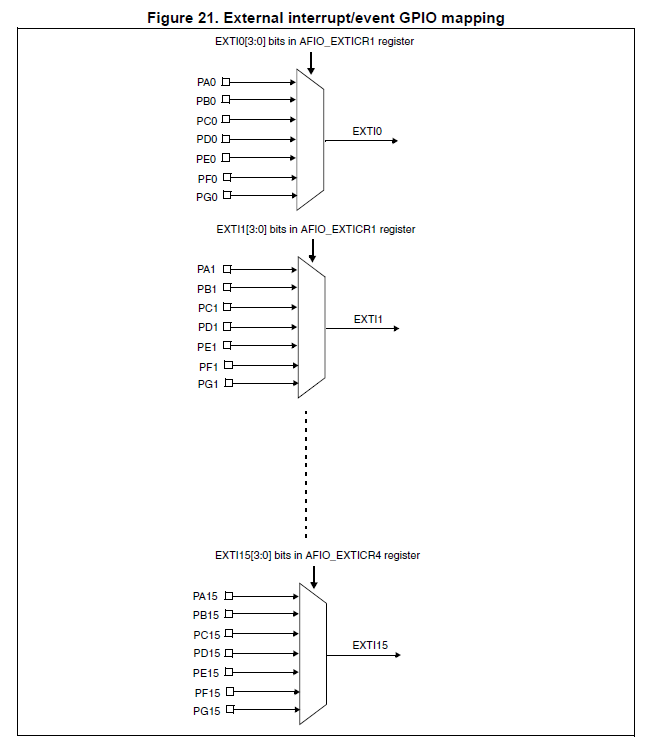 Figure 21. External interrupt/event GPIO mapping
EXTI0[3:0] bits in AFIO_EXTICR1 register
PA0
PB0
PC0
EXTI0
PD0
PE0
PF0
PG0
EXTI1[3:0] bits in AFIO_EXTICR1 register
PA1
PB1
PC1
EXTI1
PD1
PE1
PF1
PG1
EXTI15[3:0] bits in AFIO_EXTICR4 register
PA15
PB15
PC15
EXTI15
PD15
PE15
PF15
PG15